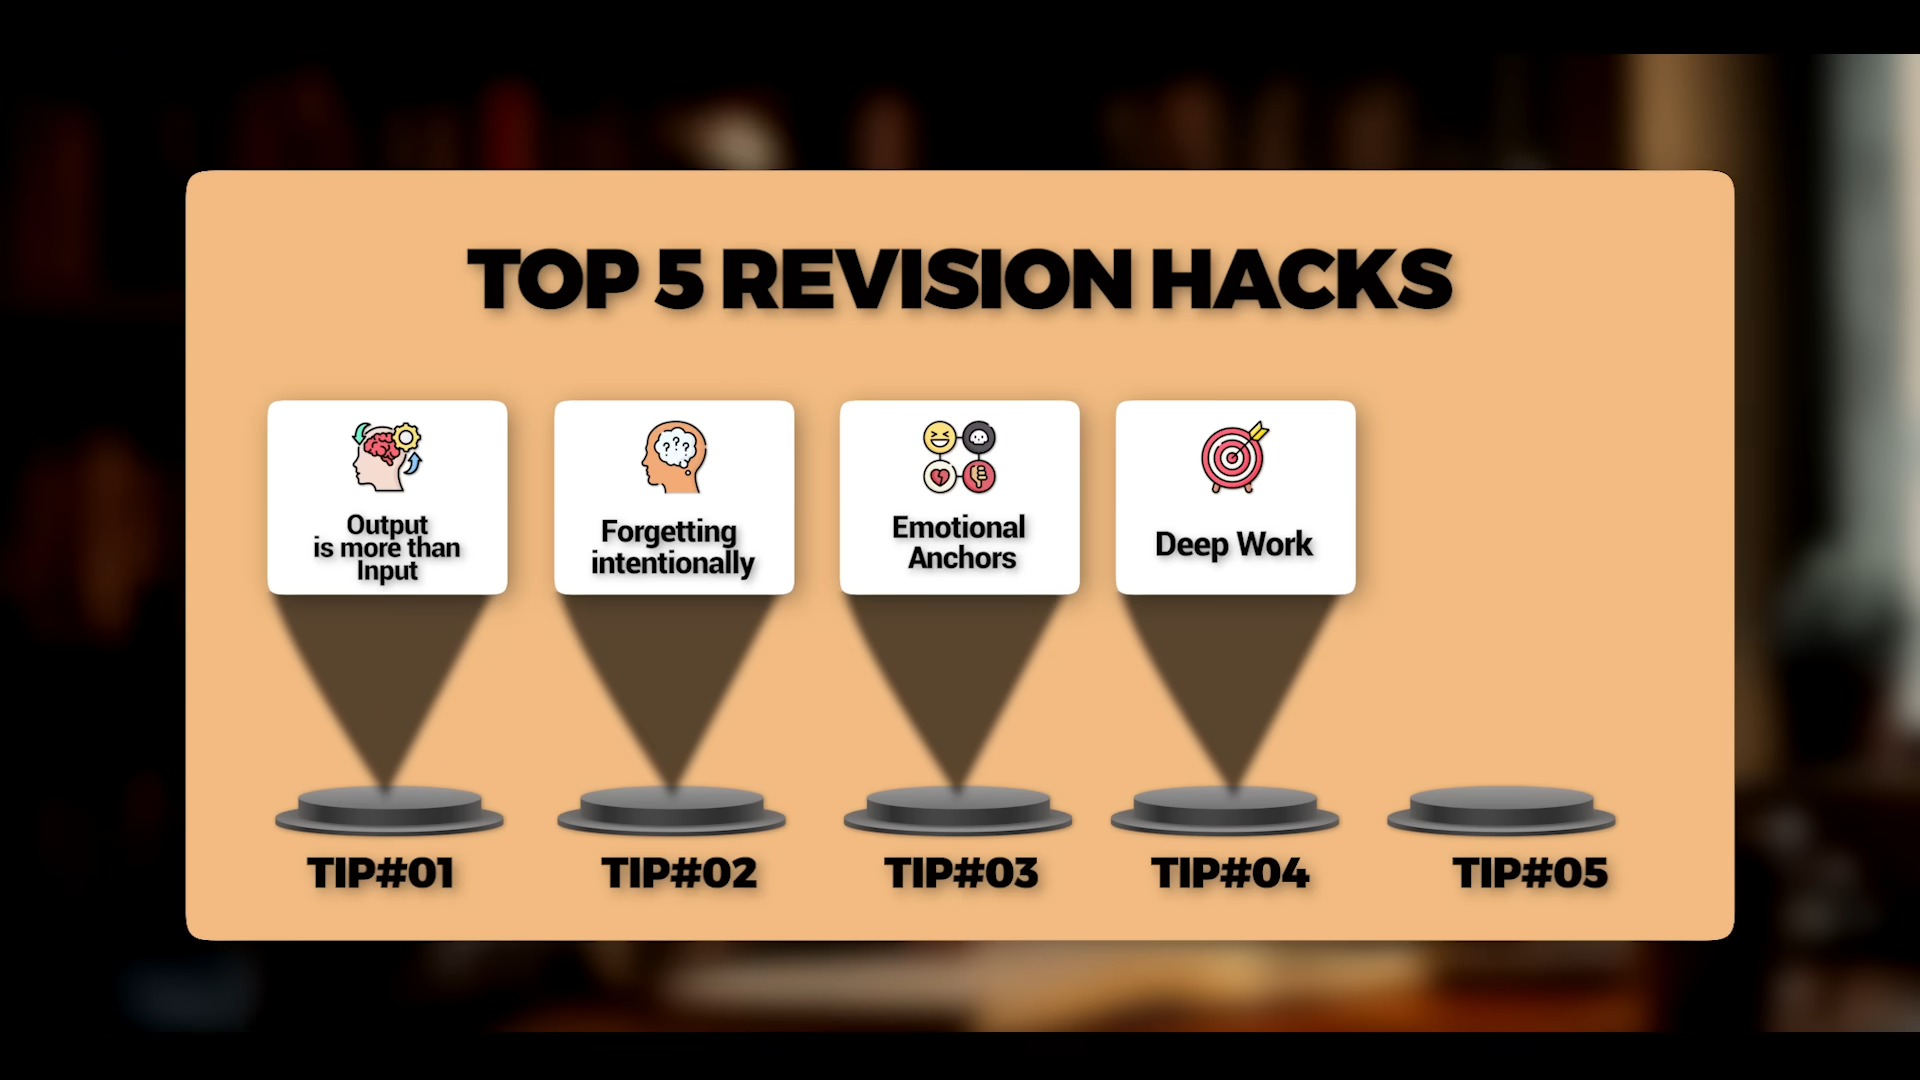 TOP 5 REVISION HACKS
Output
is more than
Input
Forgetting
intentionally
Emotional
Anchors
Deep Work
TIP#01
TIP#02
TIP#03
TIP#04
TIP#05